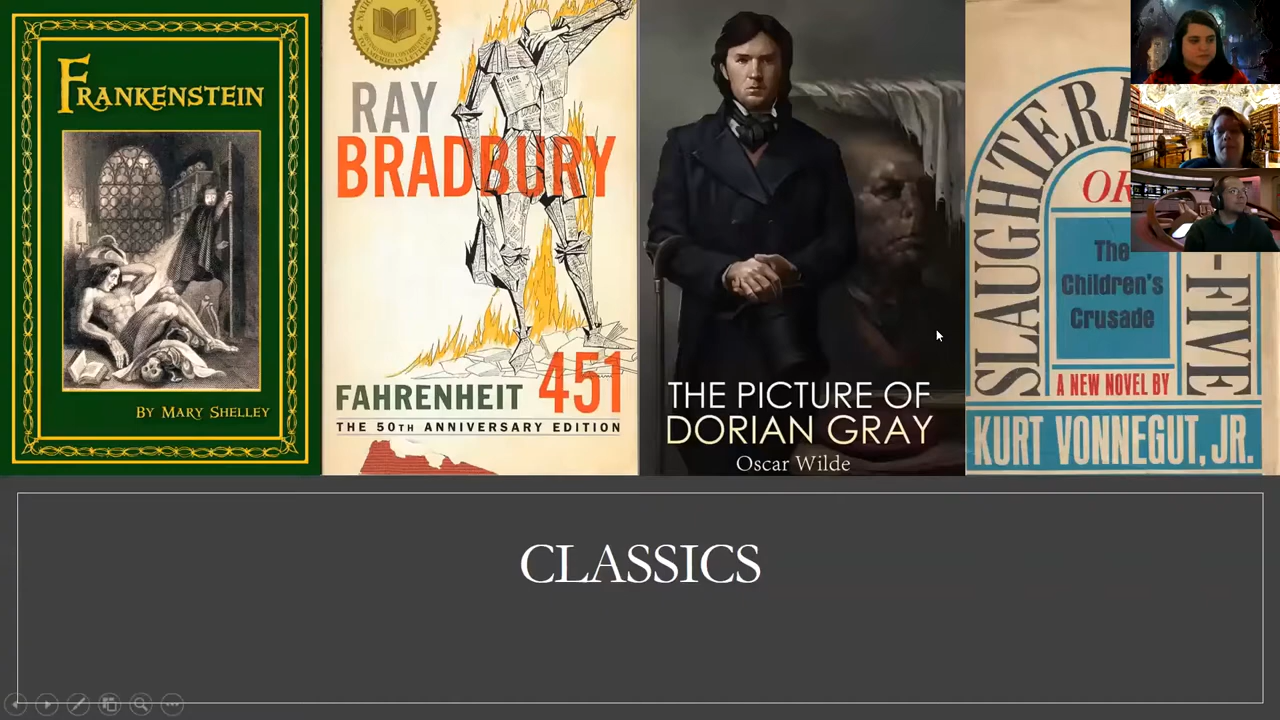 FRANKENSTEIN
BY MARY SHELLEY
RAY
BRADBURY
FAHRENHEIT 451
THE 50TH ANNIVERSARY EDITION
THE PICTURE OF
DORIAN GRAY
Oscar Wilde
OR
The
Children's
Crusade
-FIVE
A NEW NOVEL BY
KURT VONNEGUT, JR.
CLASSICS